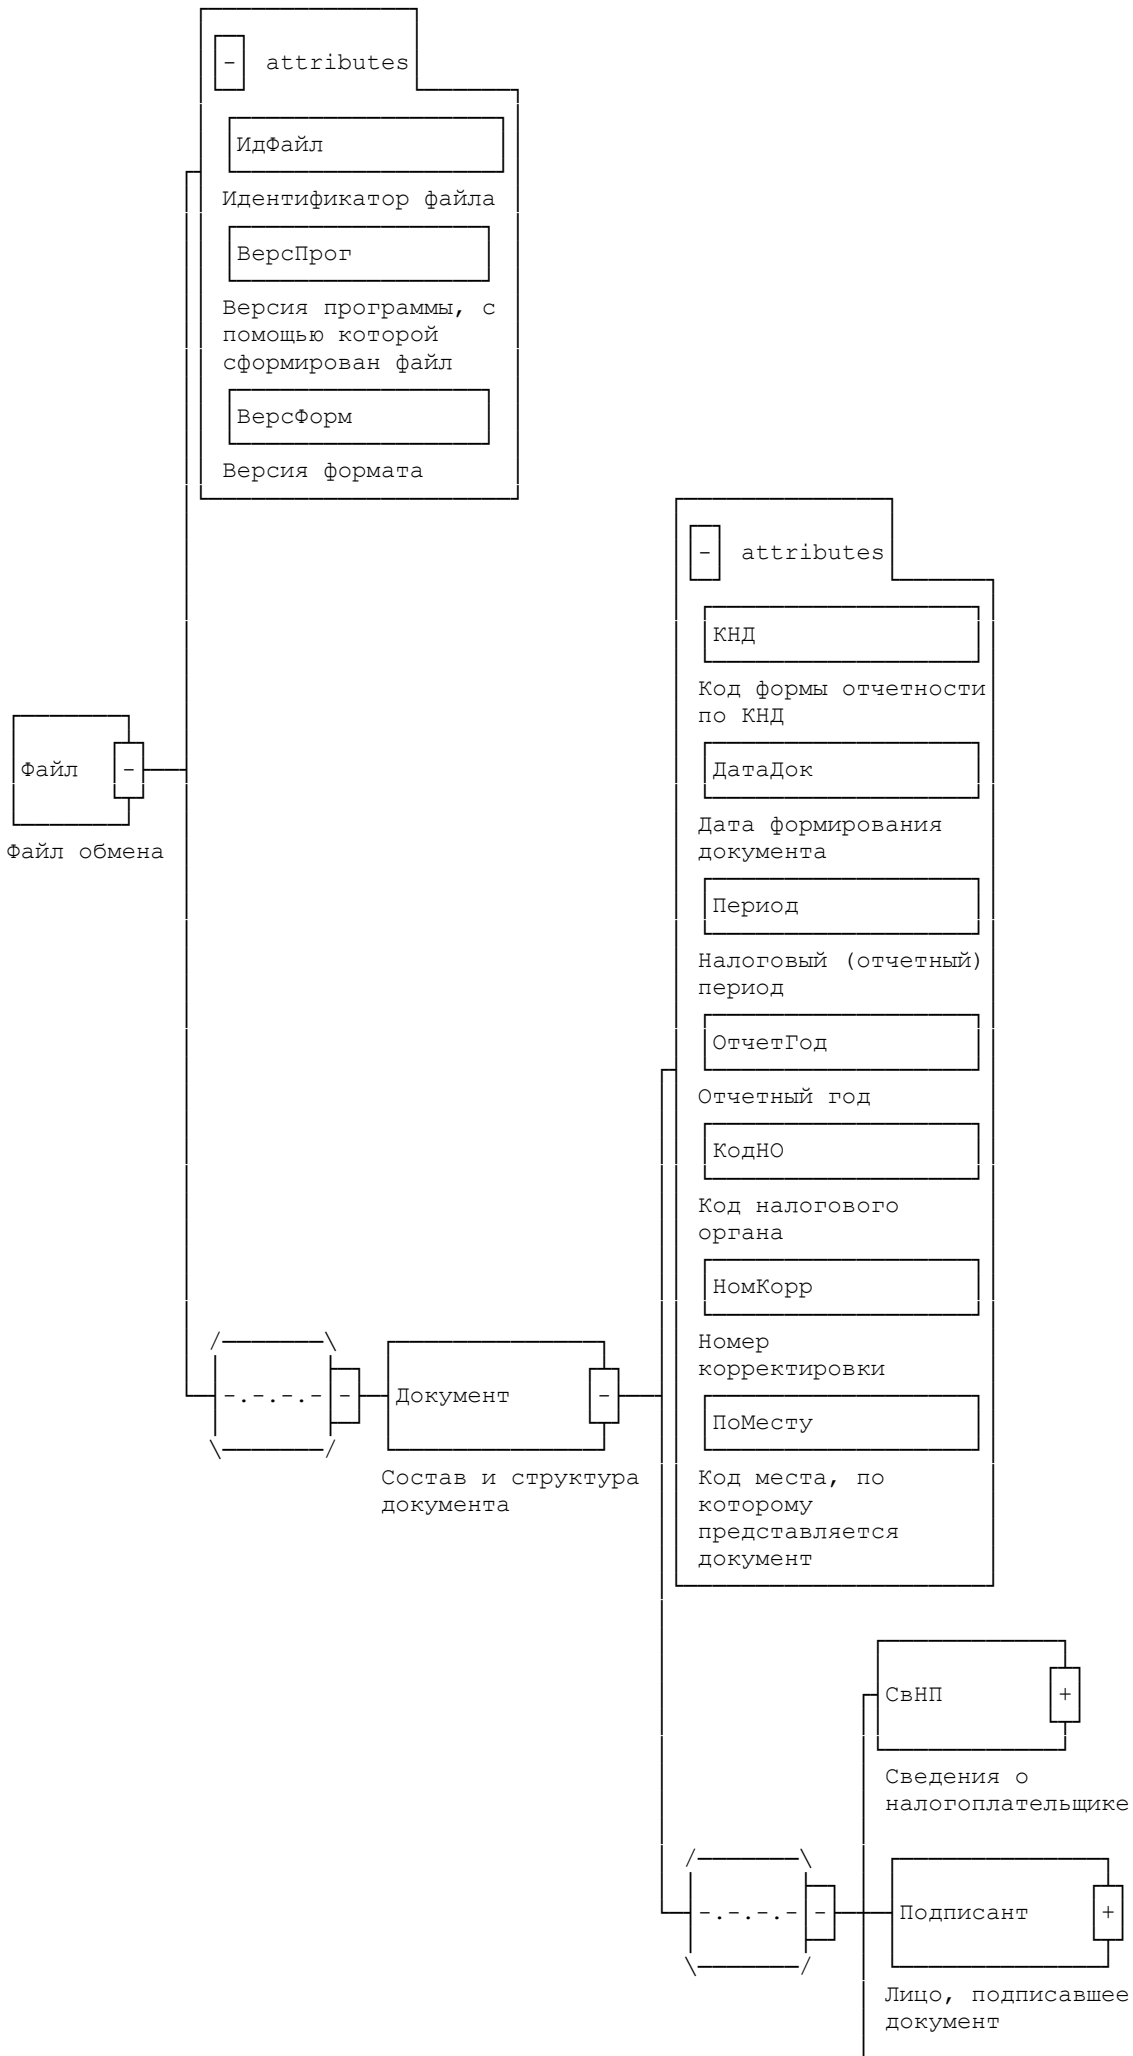 - attributes
ИдФайл
Идентификатор файла
ВерсПрог
Версия программы, с
помощью которой
сформирован файл
ВерсФорм
Версия формата
- attributes
КНД
Код формы отчетности
по КНД
Файл -
Файл обмена
ДатаДок
Дата формирования
документа
Период
Налоговый (отчетный)
период
ОтчетГод
Отчетный год
КодНО
Код налогового
органа
НомКорр
Номер
корректировки
-.-.-.- - Документ -
Состав и структура
документа
ПоМесту
Код места, по
которому
представляется
документ
СвНП +
Сведения о
налогоплательщике
-.-.-.- - Подписант +
Лицо, подписавшее
документ